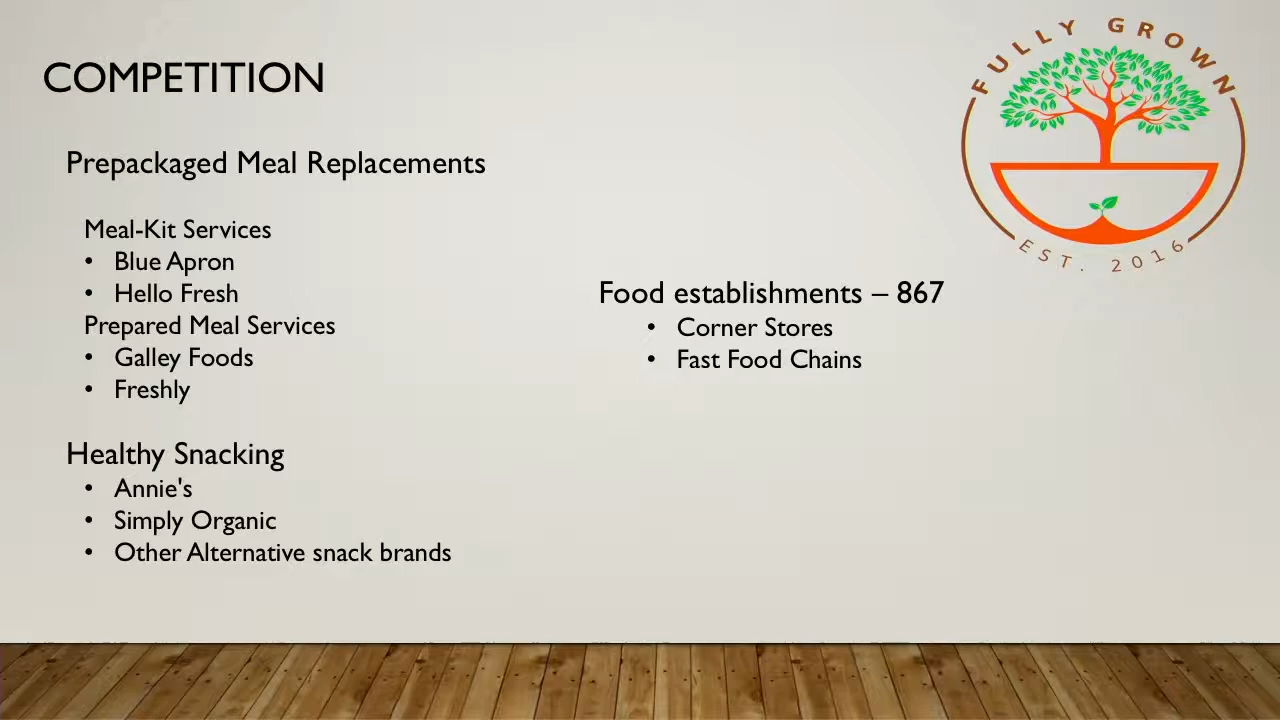 COMPETITION
FULLY GROWN
EST. 2016
Prepackaged Meal Replacements
Meal-Kit Services
• Blue Apron
• Hello Fresh
Prepared Meal Services
• Galley Foods
• Freshly
Healthy Snacking
• Annie's
• Simply Organic
• Other Alternative snack brands
Food establishments – 867
• Corner Stores
• Fast Food Chains